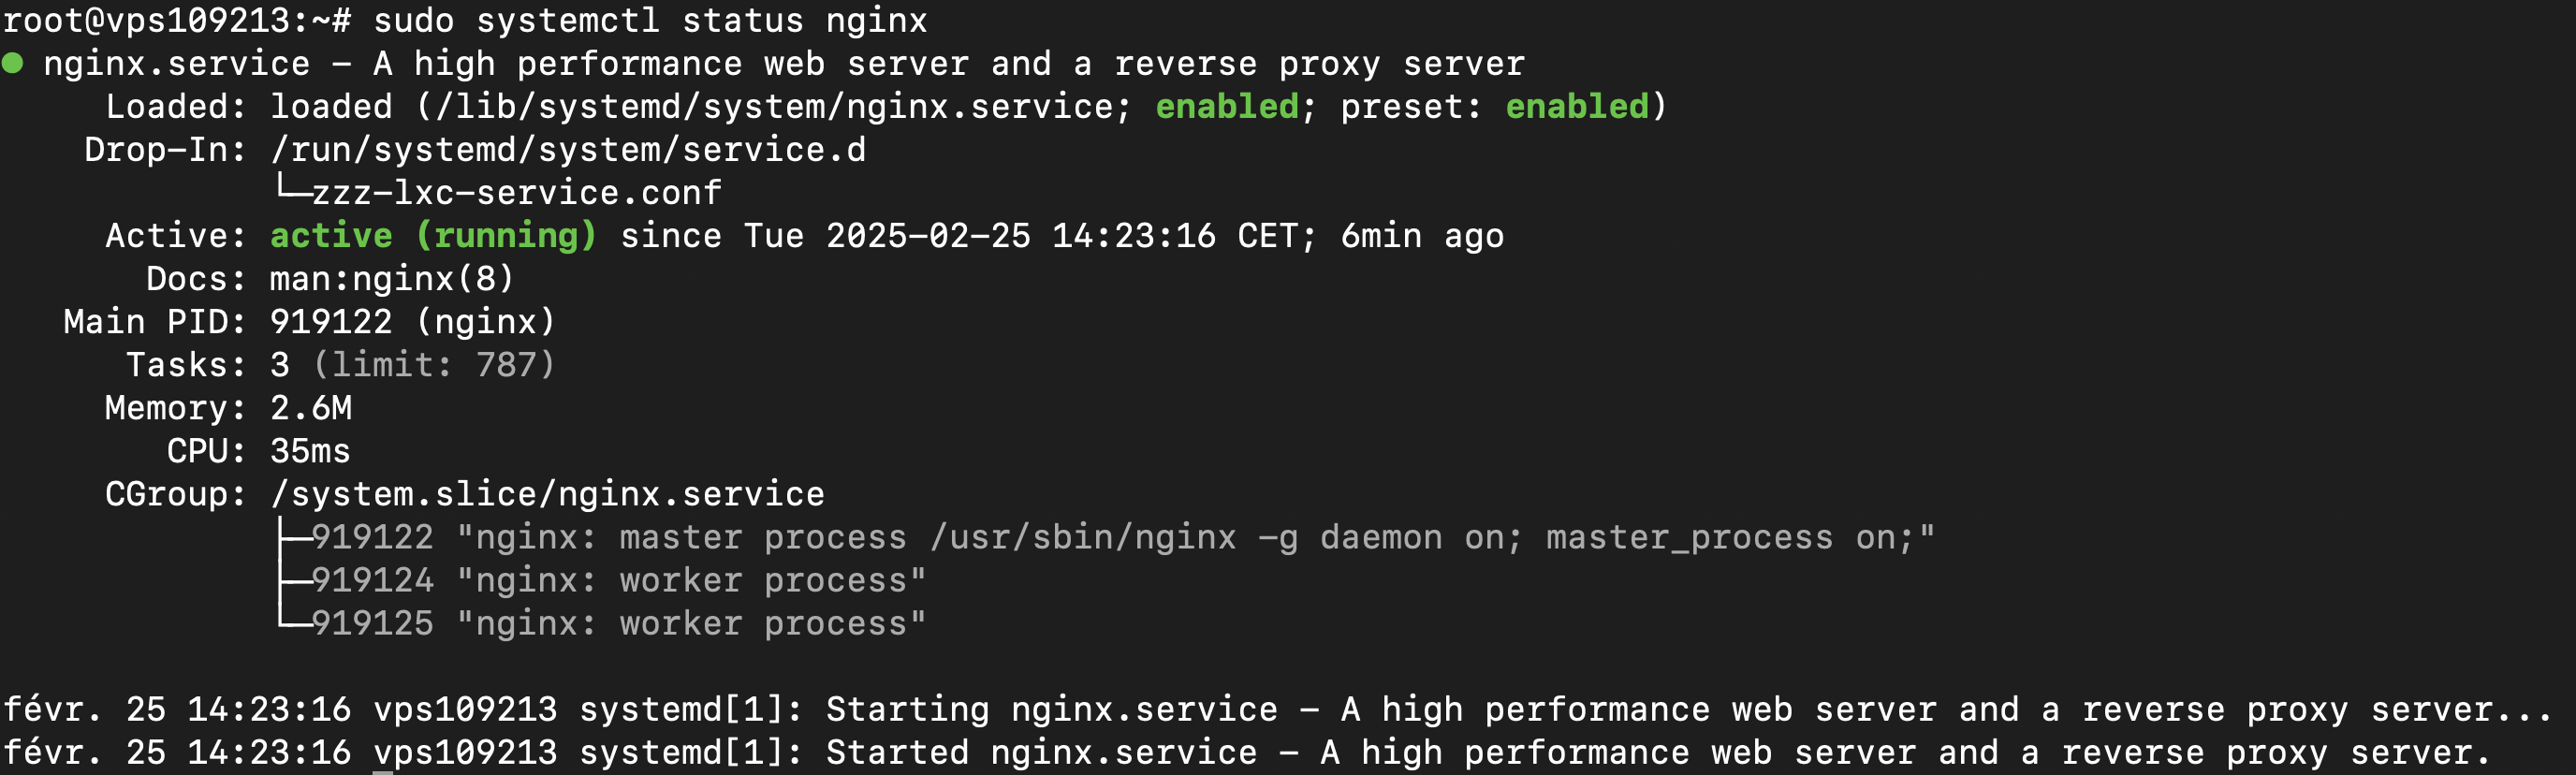 root@vps109213:~# sudo systemctl status nginx
● nginx.service – A high performance web server and a reverse proxy server
     Loaded: loaded (/lib/systemd/system/nginx.service; enabled; preset: enabled)
    Drop–In: /run/systemd/system/service.d
             └─zzz–lxc–service.conf
     Active: active (running) since Tue 2025–02–25 14:23:16 CET; 6min ago
       Docs: man:nginx(8)
   Main PID: 919122 (nginx)
      Tasks: 3 (limit: 787)
     Memory: 2.6M
        CPU: 35ms
     CGroup: /system.slice/nginx.service
             ├─919122 "nginx: master process /usr/sbin/nginx –g daemon on; master_process on;"
             ├─919124 "nginx: worker process"
             └─919125 "nginx: worker process"
févr. 25 14:23:16 vps109213 systemd[1]: Starting nginx.service – A high performance web server and a reverse proxy server...
févr. 25 14:23:16 vps109213 systemd[1]: Started nginx.service – A high performance web server and a reverse proxy server.